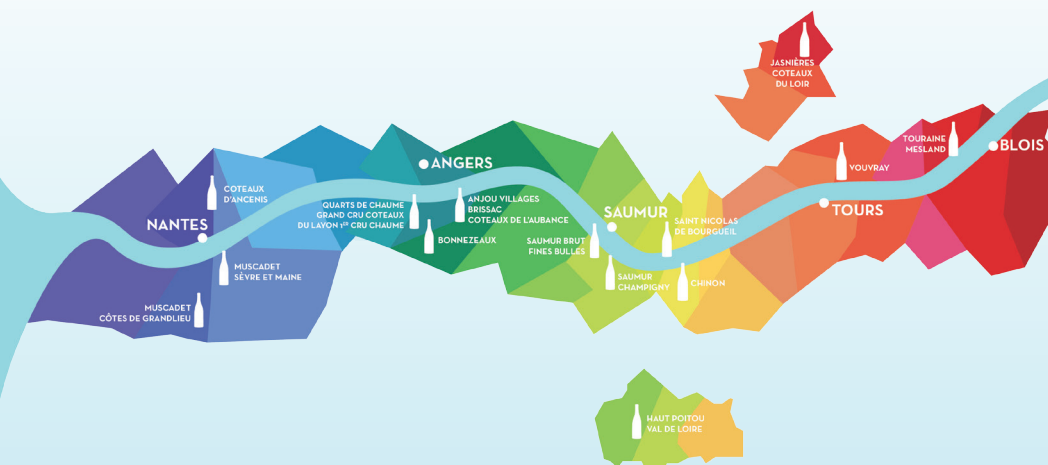 JASNIÈRES
COTEAUX
DU LOIR
TOURAINE
MESLAND
BLOIS
VOUVRAY
TOURS
ANGERS
COTEAUX
D'ANCENIS
NANTES
QUARTS DE CHAUME
GRAND CRU COTEAUX
DU LAYON 1ER CRU CHAUME
ANJOU VILLAGES
BRISSAC
COTEAUX DE L'AUBANCE
BONNEZEAUX
SAUMUR
SAINT NICOLAS
DE BOURGUEIL
SAUMUR BRUT
FINES BULLES
SAUMUR
CHAMPIGNY
CHINON
MUSCADET
SÈVRE ET MAINE
MUSCADET
CÔTES DE GRANDLIEU
HAUT POITOU
VAL DE LOIRE